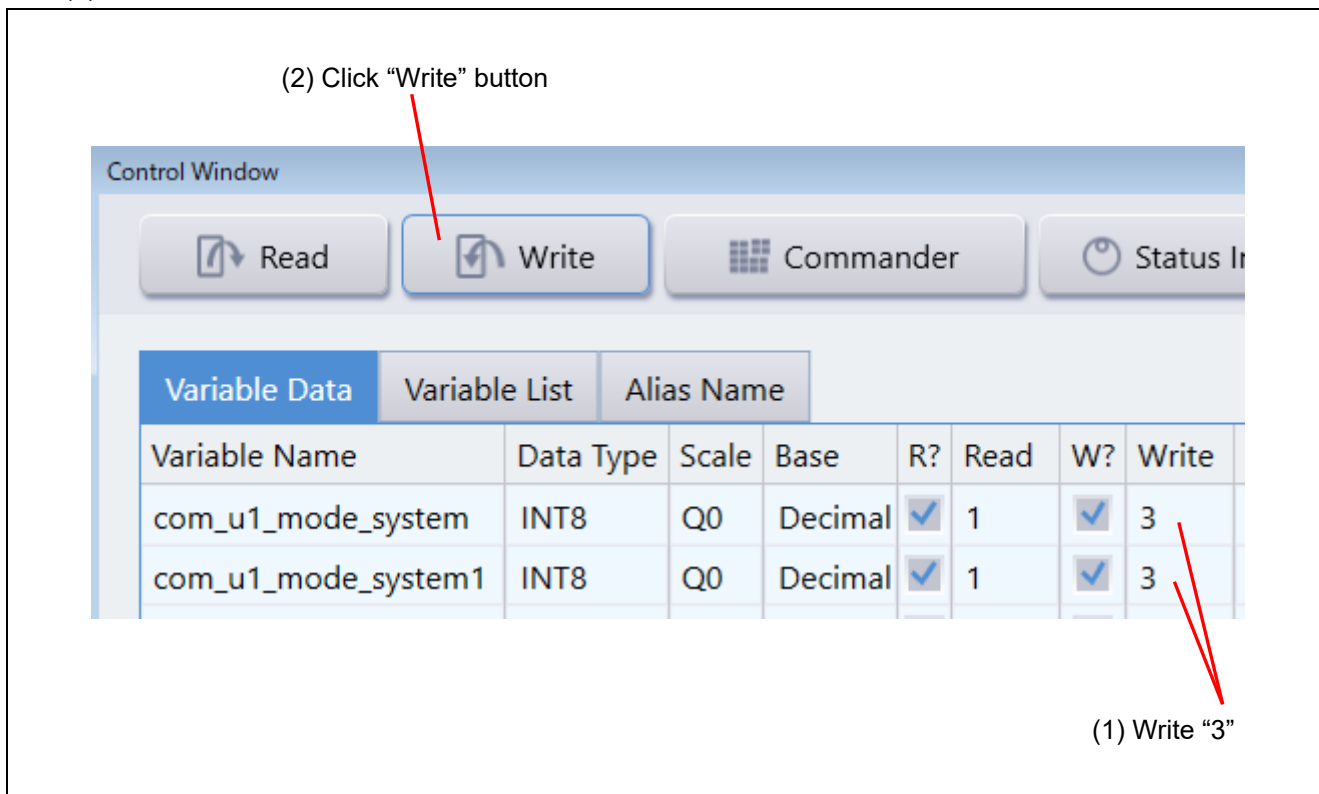 (2) Click “Write” button
Control Window
Read Write Commander Status
Variable Data Variable List Alias Name
Variable Name Data Type Scale Base R? Read W? Write
com_u1_mode_system INT8 Q0 Decimal 1 3
com_u1_mode_system1 INT8 Q0 Decimal 1 3
(1) Write “3”